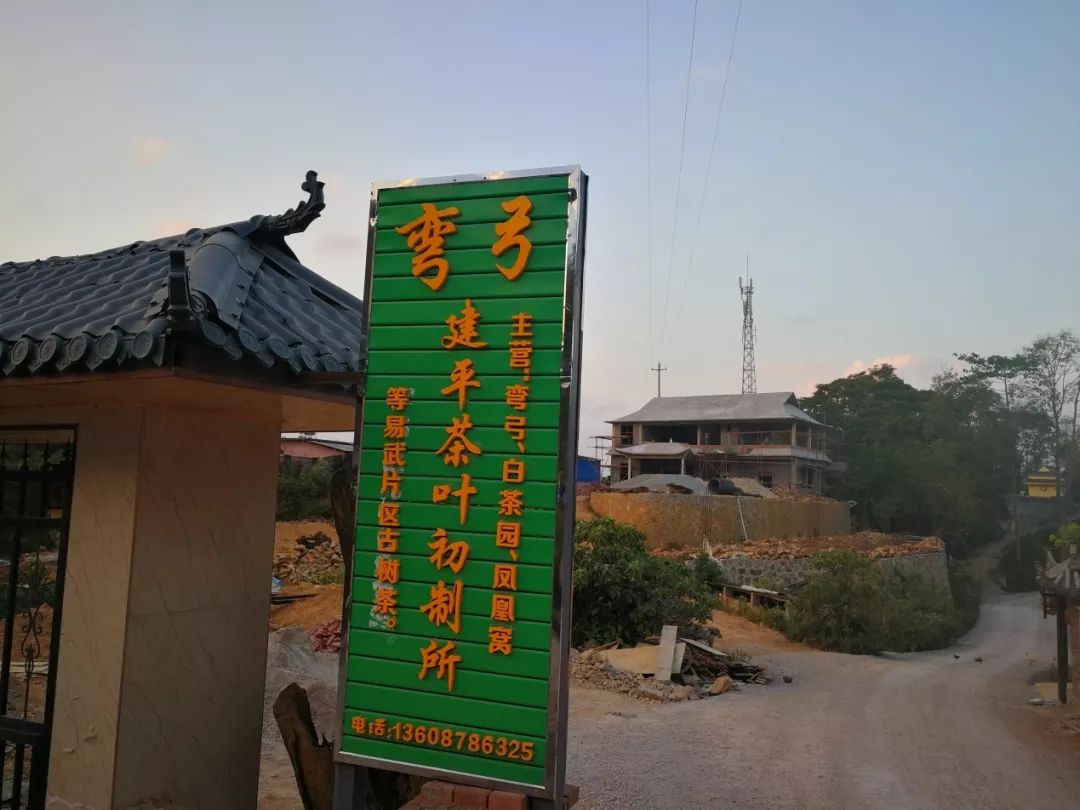 弯弓
建平茶叶初制所
主营：弯弓、白茶园、凤凰窝
等易武片区古树茶。
电话:13608786325